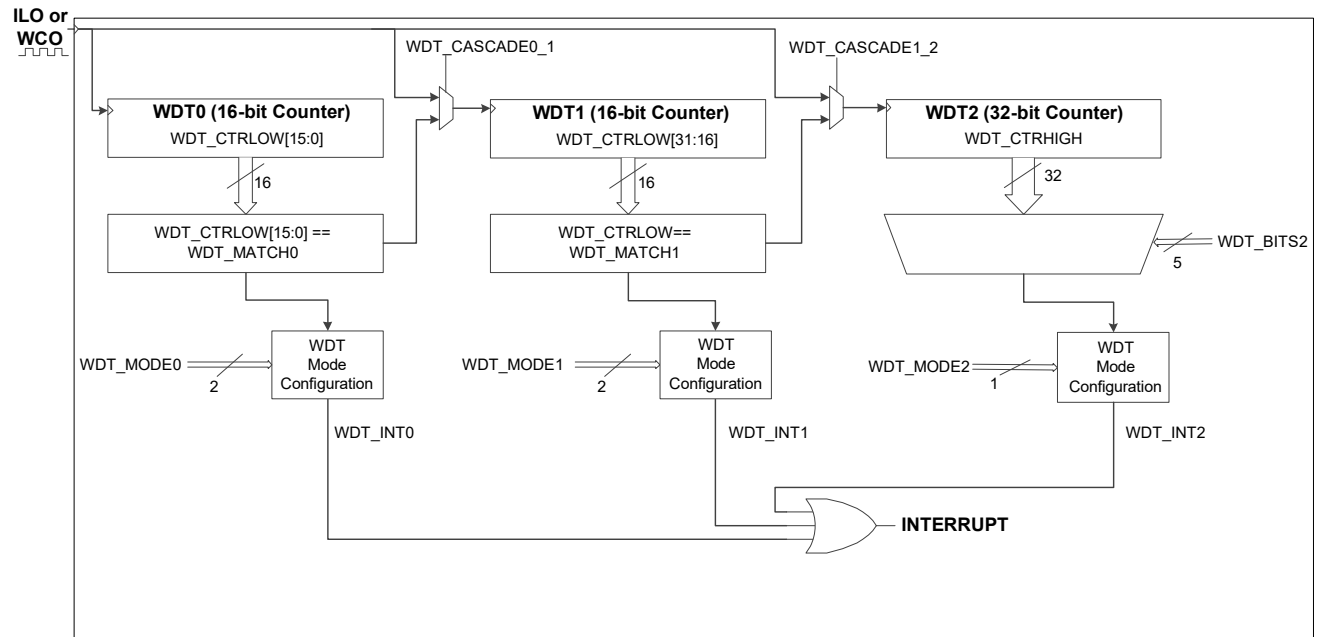 ILO or
WCO
WDT_CASCADE0_1
WDT_CASCADE1_2
WDT0 (16-bit Counter)
WDT_CTRLOW[15:0]
WDT1 (16-bit Counter)
WDT_CTRLOW[31:16]
WDT2 (32-bit Counter)
WDT_CTRHIGH
16
16
32
WDT_CTRLOW[15:0] ==
WDT_MATCH0
WDT_CTRLOW==
WDT_MATCH1
WDT_BITS2
5
WDT_MODE0
2
WDT
Mode
Configuration
WDT_MODE1
2
WDT
Mode
Configuration
WDT_MODE2
1
WDT
Mode
Configuration
WDT_INT0
WDT_INT1
WDT_INT2
INTERRUPT